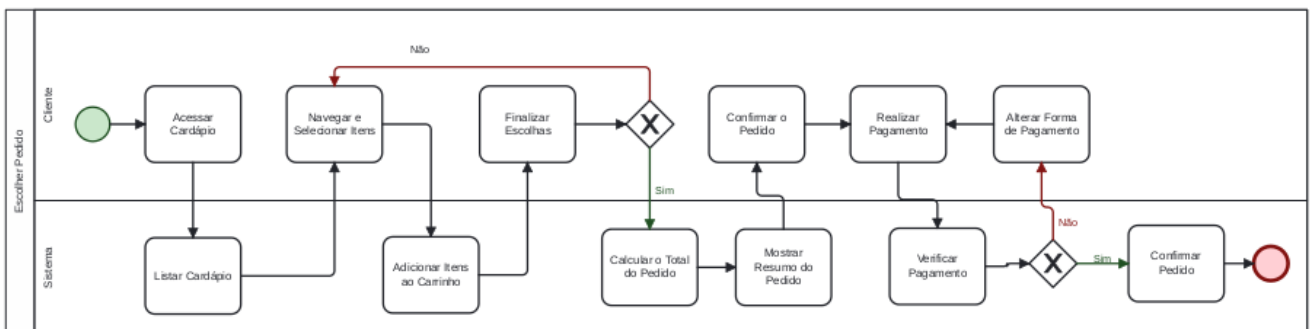 Escolher Pedido
Cliente
Não
Acessar
Cardápio
Navegar e
Selecionar Itens
Finalizar
Escolhas
X
Sim
Confirmar o
Pedido
Realizar
Pagamento
Alterar Forma
de Pagamento
Sistema
Listar Cardápio
Adicionar Itens
ao Carrinho
Calcular o Total
do Pedido
Mostrar
Resumo do
Pedido
Verificar
Pagamento
X
Não
Sim
Confirmar
Pedido